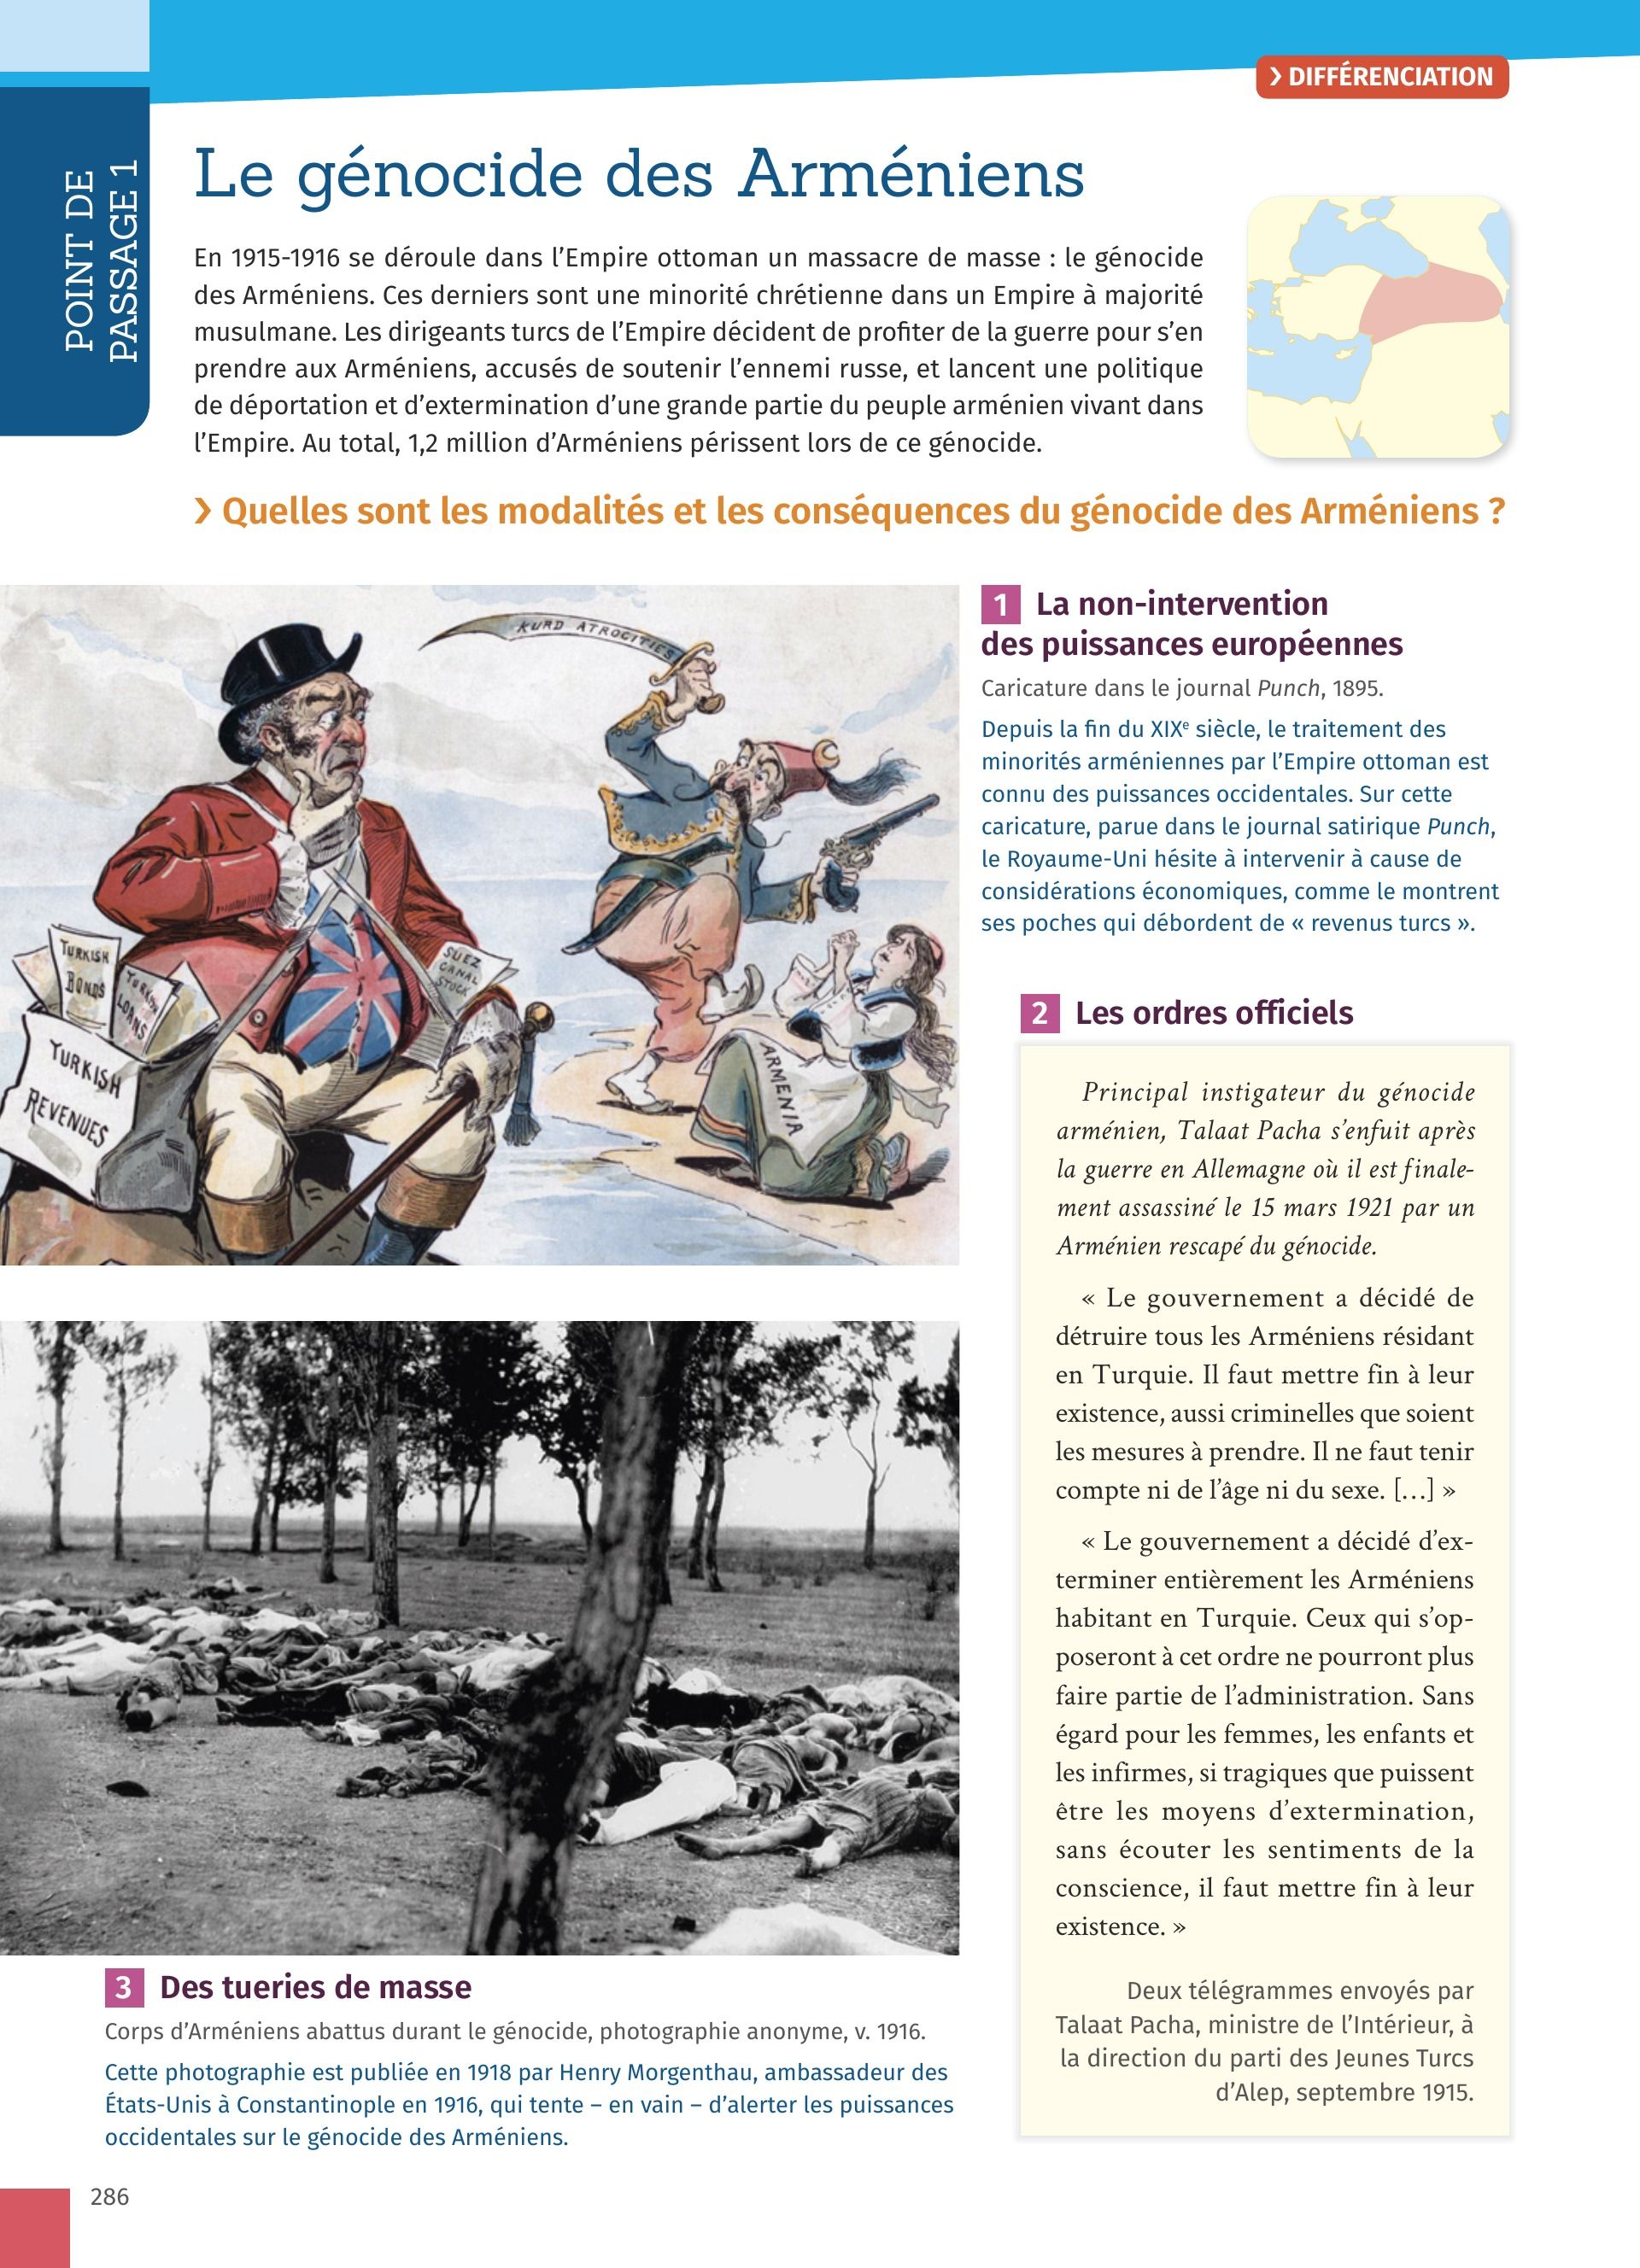 › DIFFÉRENCIATION
POINT DE
PASSAGE 1
Le génocide des Arméniens
En 1915-1916 se déroule dans l’Empire ottoman un massacre de masse : le génocide
des Arméniens. Ces derniers sont une minorité chrétienne dans un Empire à majorité
musulmane. Les dirigeants turcs de l’Empire décident de profiter de la guerre pour s’en
prendre aux Arméniens, accusés de soutenir l’ennemi russe, et lancent une politique
de déportation et d’extermination d’une grande partie du peuple arménien vivant dans
l’Empire. Au total, 1,2 million d’Arméniens périssent lors de ce génocide.
› Quelles sont les modalités et les conséquences du génocide des Arméniens ?
KURD ATROCITIES
TURKISH
BONDS
TURKISH
LOANS
TURKISH
REVENUES
SUEZ
CANAL
STOCK
ARMENIA
1 La non-intervention
des puissances européennes
Caricature dans le journal Punch, 1895.
Depuis la fin du XIXe siècle, le traitement des
minorités arméniennes par l’Empire ottoman est
connu des puissances occidentales. Sur cette
caricature, parue dans le journal satirique Punch,
le Royaume-Uni hésite à intervenir à cause de
considérations économiques, comme le montrent
ses poches qui débordent de « revenus turcs ».
2 Les ordres officiels
Principal instigateur du génocide
arménien, Talaat Pacha s’enfuit après
la guerre en Allemagne où il est finale-
ment assassiné le 15 mars 1921 par un
Arménien rescapé du génocide.
« Le gouvernement a décidé de
détruire tous les Arméniens résidant
en Turquie. Il faut mettre fin à leur
existence, aussi criminelles que soient
les mesures à prendre. Il ne faut tenir
compte ni de l’âge ni du sexe. […] »
« Le gouvernement a décidé d’ex-
terminer entièrement les Arméniens
habitant en Turquie. Ceux qui s’op-
poseront à cet ordre ne pourront plus
faire partie de l’administration. Sans
égard pour les femmes, les enfants et
les infirmes, si tragiques que puissent
être les moyens d’extermination,
sans écouter les sentiments de la
conscience, il faut mettre fin à leur
existence. »
Deux télégrammes envoyés par
Talaat Pacha, ministre de l’Intérieur, à
la direction du parti des Jeunes Turcs
d’Alep, septembre 1915.
3 Des tueries de masse
Corps d’Arméniens abattus durant le génocide, photographie anonyme, v. 1916.
Cette photographie est publiée en 1918 par Henry Morgenthau, ambassadeur des
États-Unis à Constantinople en 1916, qui tente – en vain – d’alerter les puissances
occidentales sur le génocide des Arméniens.
286